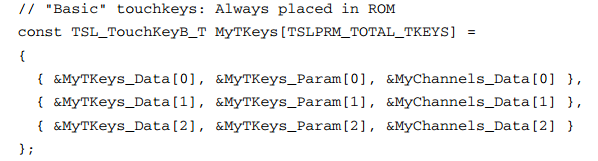 // "Basic" touchkeys: Always placed in ROM
const TSL_TouchKeyB_T MyTKeys[TSLPRM_TOTAL_TKEYS] =
{
  { &MyTKeys_Data[0], &MyTKeys_Param[0], &MyChannels_Data[0] },
  { &MyTKeys_Data[1], &MyTKeys_Param[1], &MyChannels_Data[1] },
  { &MyTKeys_Data[2], &MyTKeys_Param[2], &MyChannels_Data[2] }
};